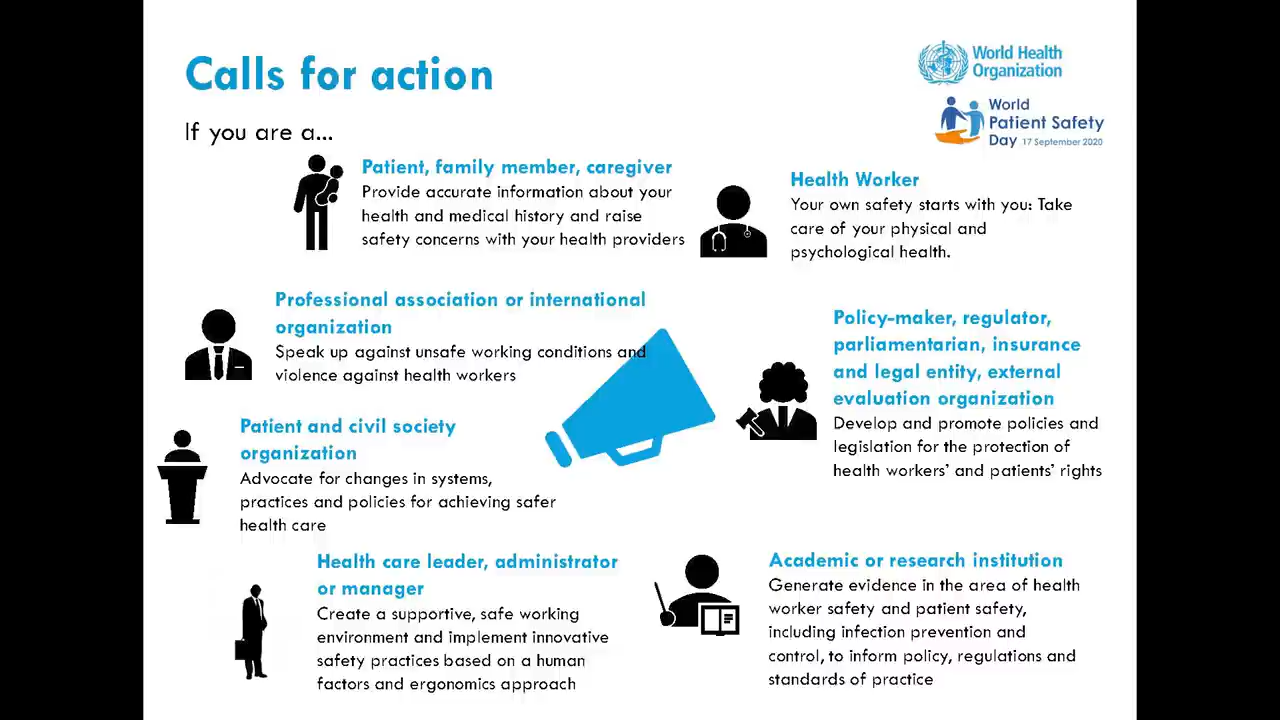 Calls for action
World Health
Organization
World
Patient Safety
Day 17 September 2020
If you are a...
Patient, family member, caregiver
Provide accurate information about your
health and medical history and raise
safety concerns with your health providers
Health Worker
Your own safety starts with you: Take
care of your physical and
psychological health.
Professional association or international
organization
Speak up against unsafe working conditions and
violence against health workers
Policy-maker, regulator,
parliamentarian, insurance
and legal entity, external
evaluation organization
Develop and promote policies and
legislation for the protection of
health workers’ and patients’ rights
Patient and civil society
organization
Advocate for changes in systems,
practices and policies for achieving safer
health care
Health care leader, administrator
or manager
Create a supportive, safe working
environment and implement innovative
safety practices based on a human
factors and ergonomics approach
Academic or research institution
Generate evidence in the area of health
worker safety and patient safety,
including infection prevention and
control, to inform policy, regulations and
standards of practice